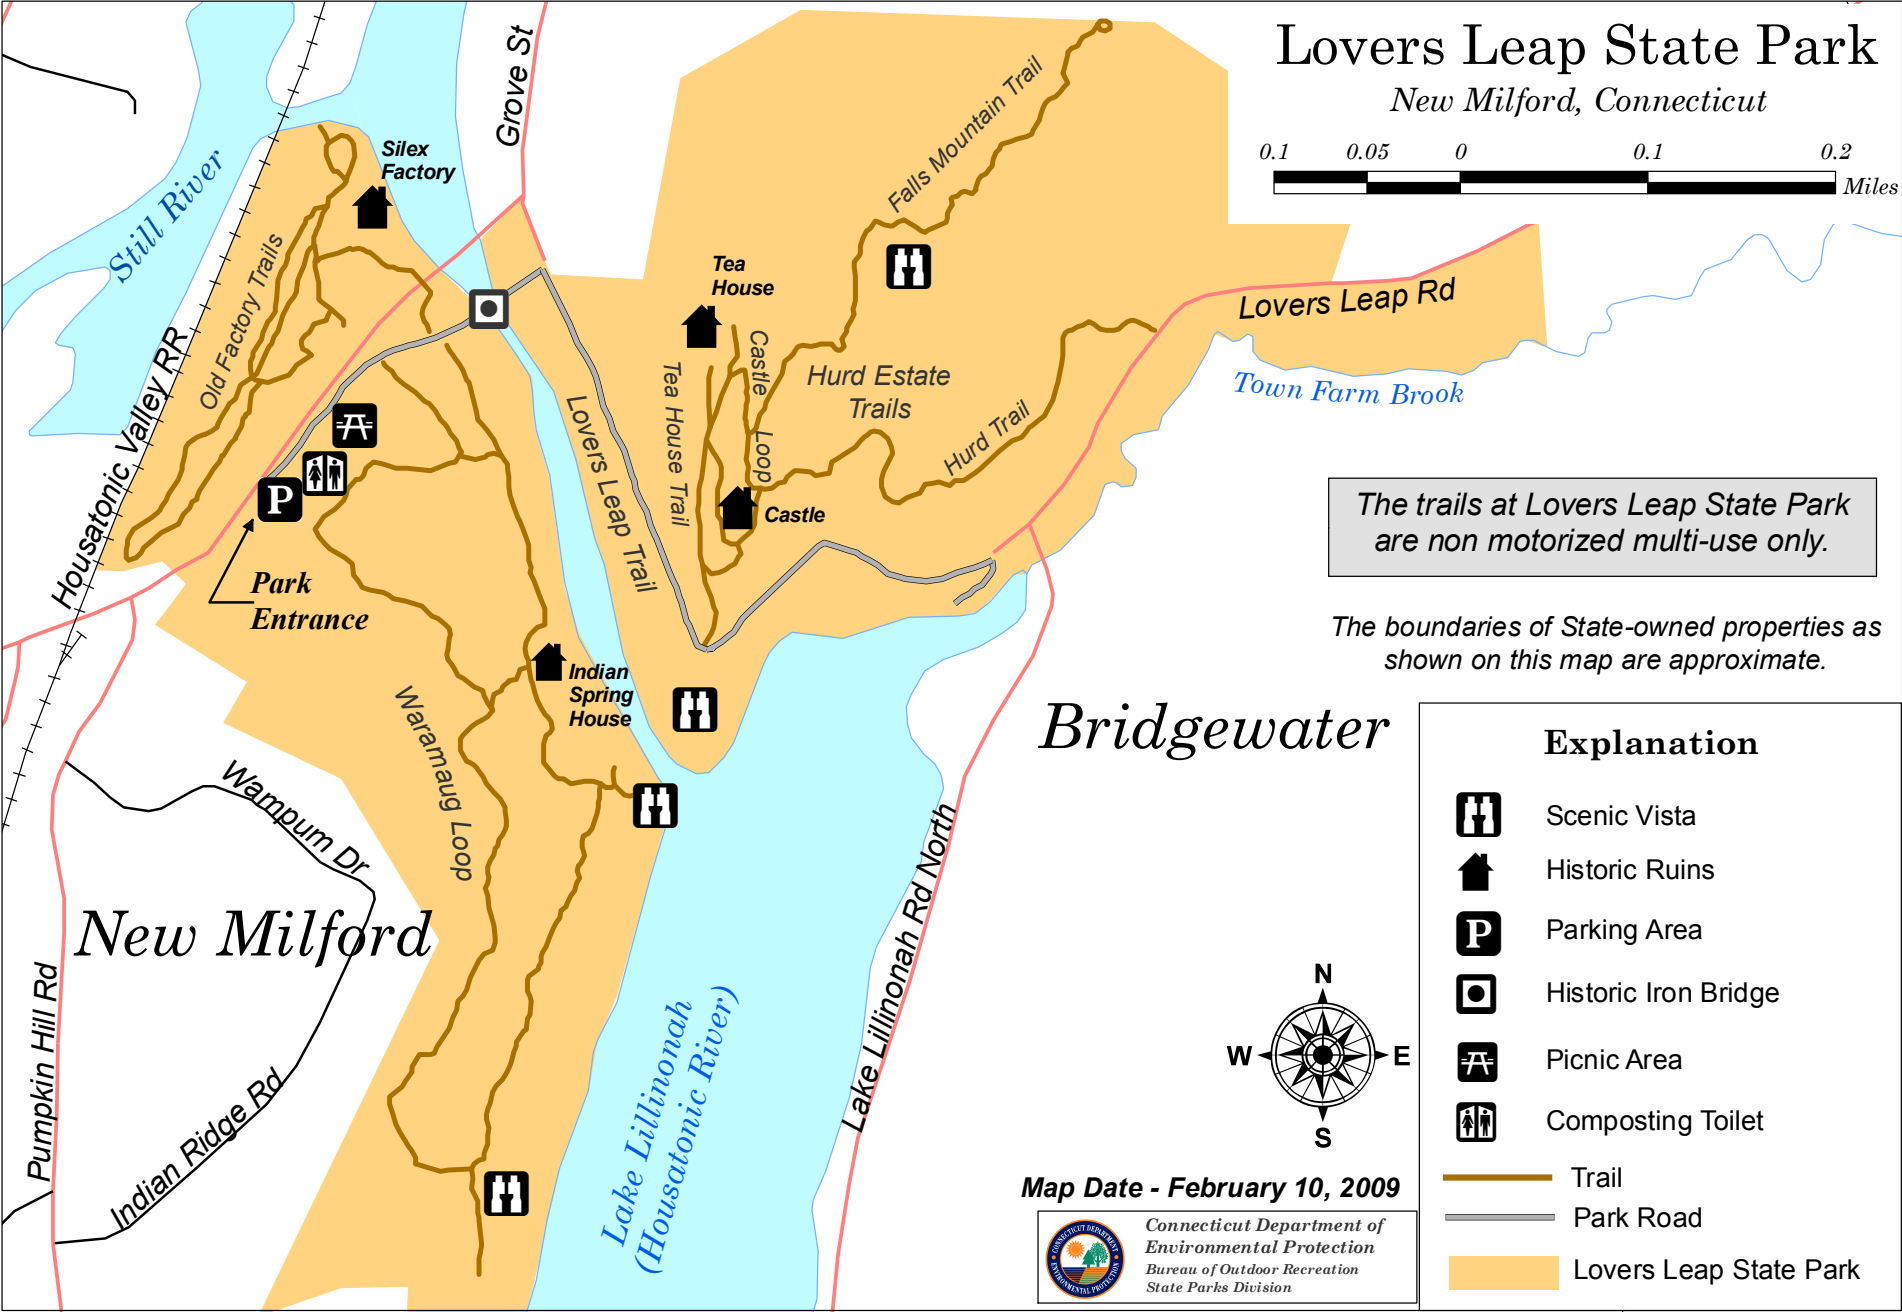 Lovers Leap State Park
New Milford, Connecticut
0.1 0.05 0 0.1 0.2
Miles
Grove St
Silex
Factory
Still River
Old Factory Trails
Housatonic Valley RR
Falls Mountain Trail
Tea
House
Castle Loop
Tea House Trail
Hurd Estate
Trails
Hurd Trail
Lovers Leap Rd
Town Farm Brook
Lovers Leap Trail
Castle
P
Park
Entrance
The trails at Lovers Leap State Park
are non motorized multi-use only.
The boundaries of State-owned properties as
shown on this map are approximate.
Indian
Spring
House
Waramaug Loop
Bridgewater
Wampum Dr
New Milford
Pumpkin Hill Rd
Indian Ridge Rd
Lake Lillinonah
(Housatonic River)
Lake Lillinonah Rd North
N
W E
S
Explanation
Scenic Vista
Historic Ruins
P Parking Area
Historic Iron Bridge
Picnic Area
Composting Toilet
Trail
Park Road
Lovers Leap State Park
Map Date - February 10, 2009
CONNECTICUT DEPARTMENT
ENVIRONMENTAL PROTECTION
Connecticut Department of
Environmental Protection
Bureau of Outdoor Recreation
State Parks Division